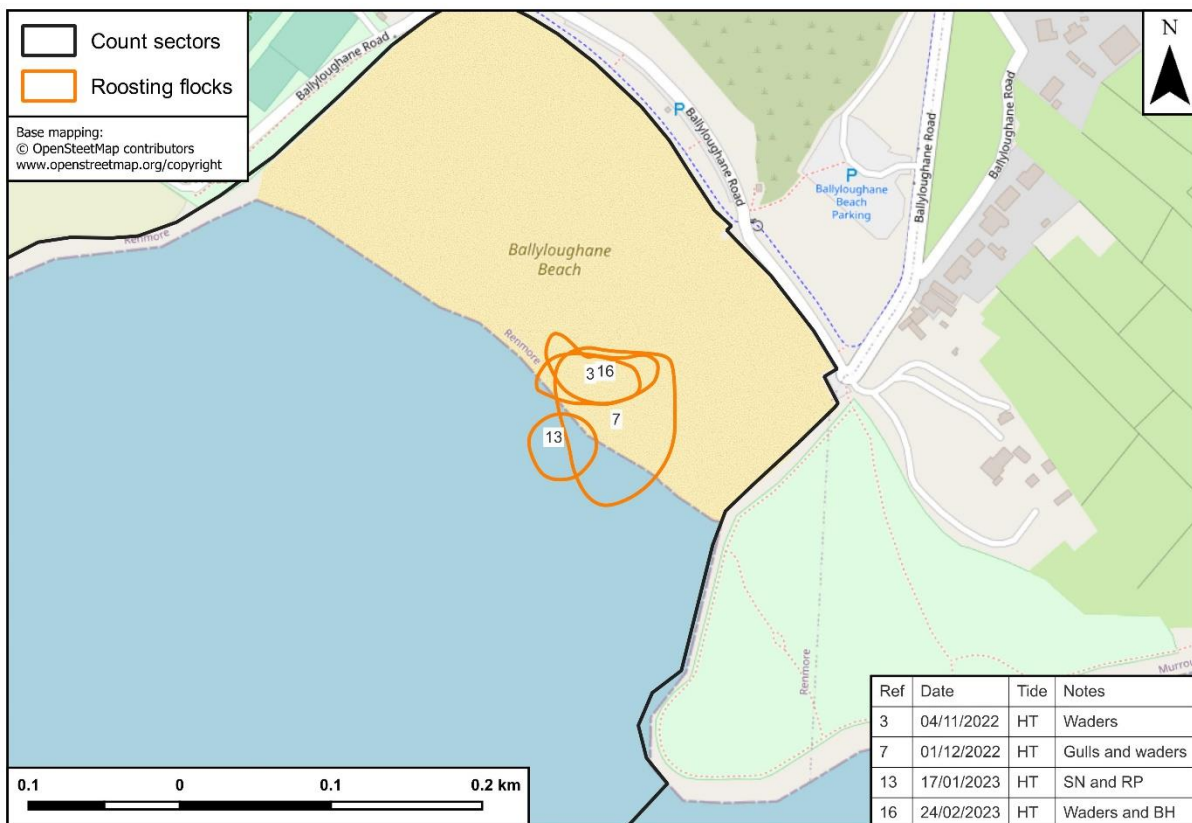 Count sectors
Roosting flocks
Base mapping:
© OpenSteetMap contributors
www.openstreetmap.org/copyright
N
Ballyloughane Road
P
Ballyloughane Road
P
Ballyloughane
Beach
Parking
Ballyloughane Road
Ballyloughane Road
Renmore
Ballyloughane
Beach
Renmore
3
16
7
13
Renmore
Murrou
Ref Date Tide Notes
3 04/11/2022 HT Waders
7 01/12/2022 HT Gulls and waders
13 17/01/2023 HT SN and RP
16 24/02/2023 HT Waders and BH
0.1 0 0.1 0.2 km